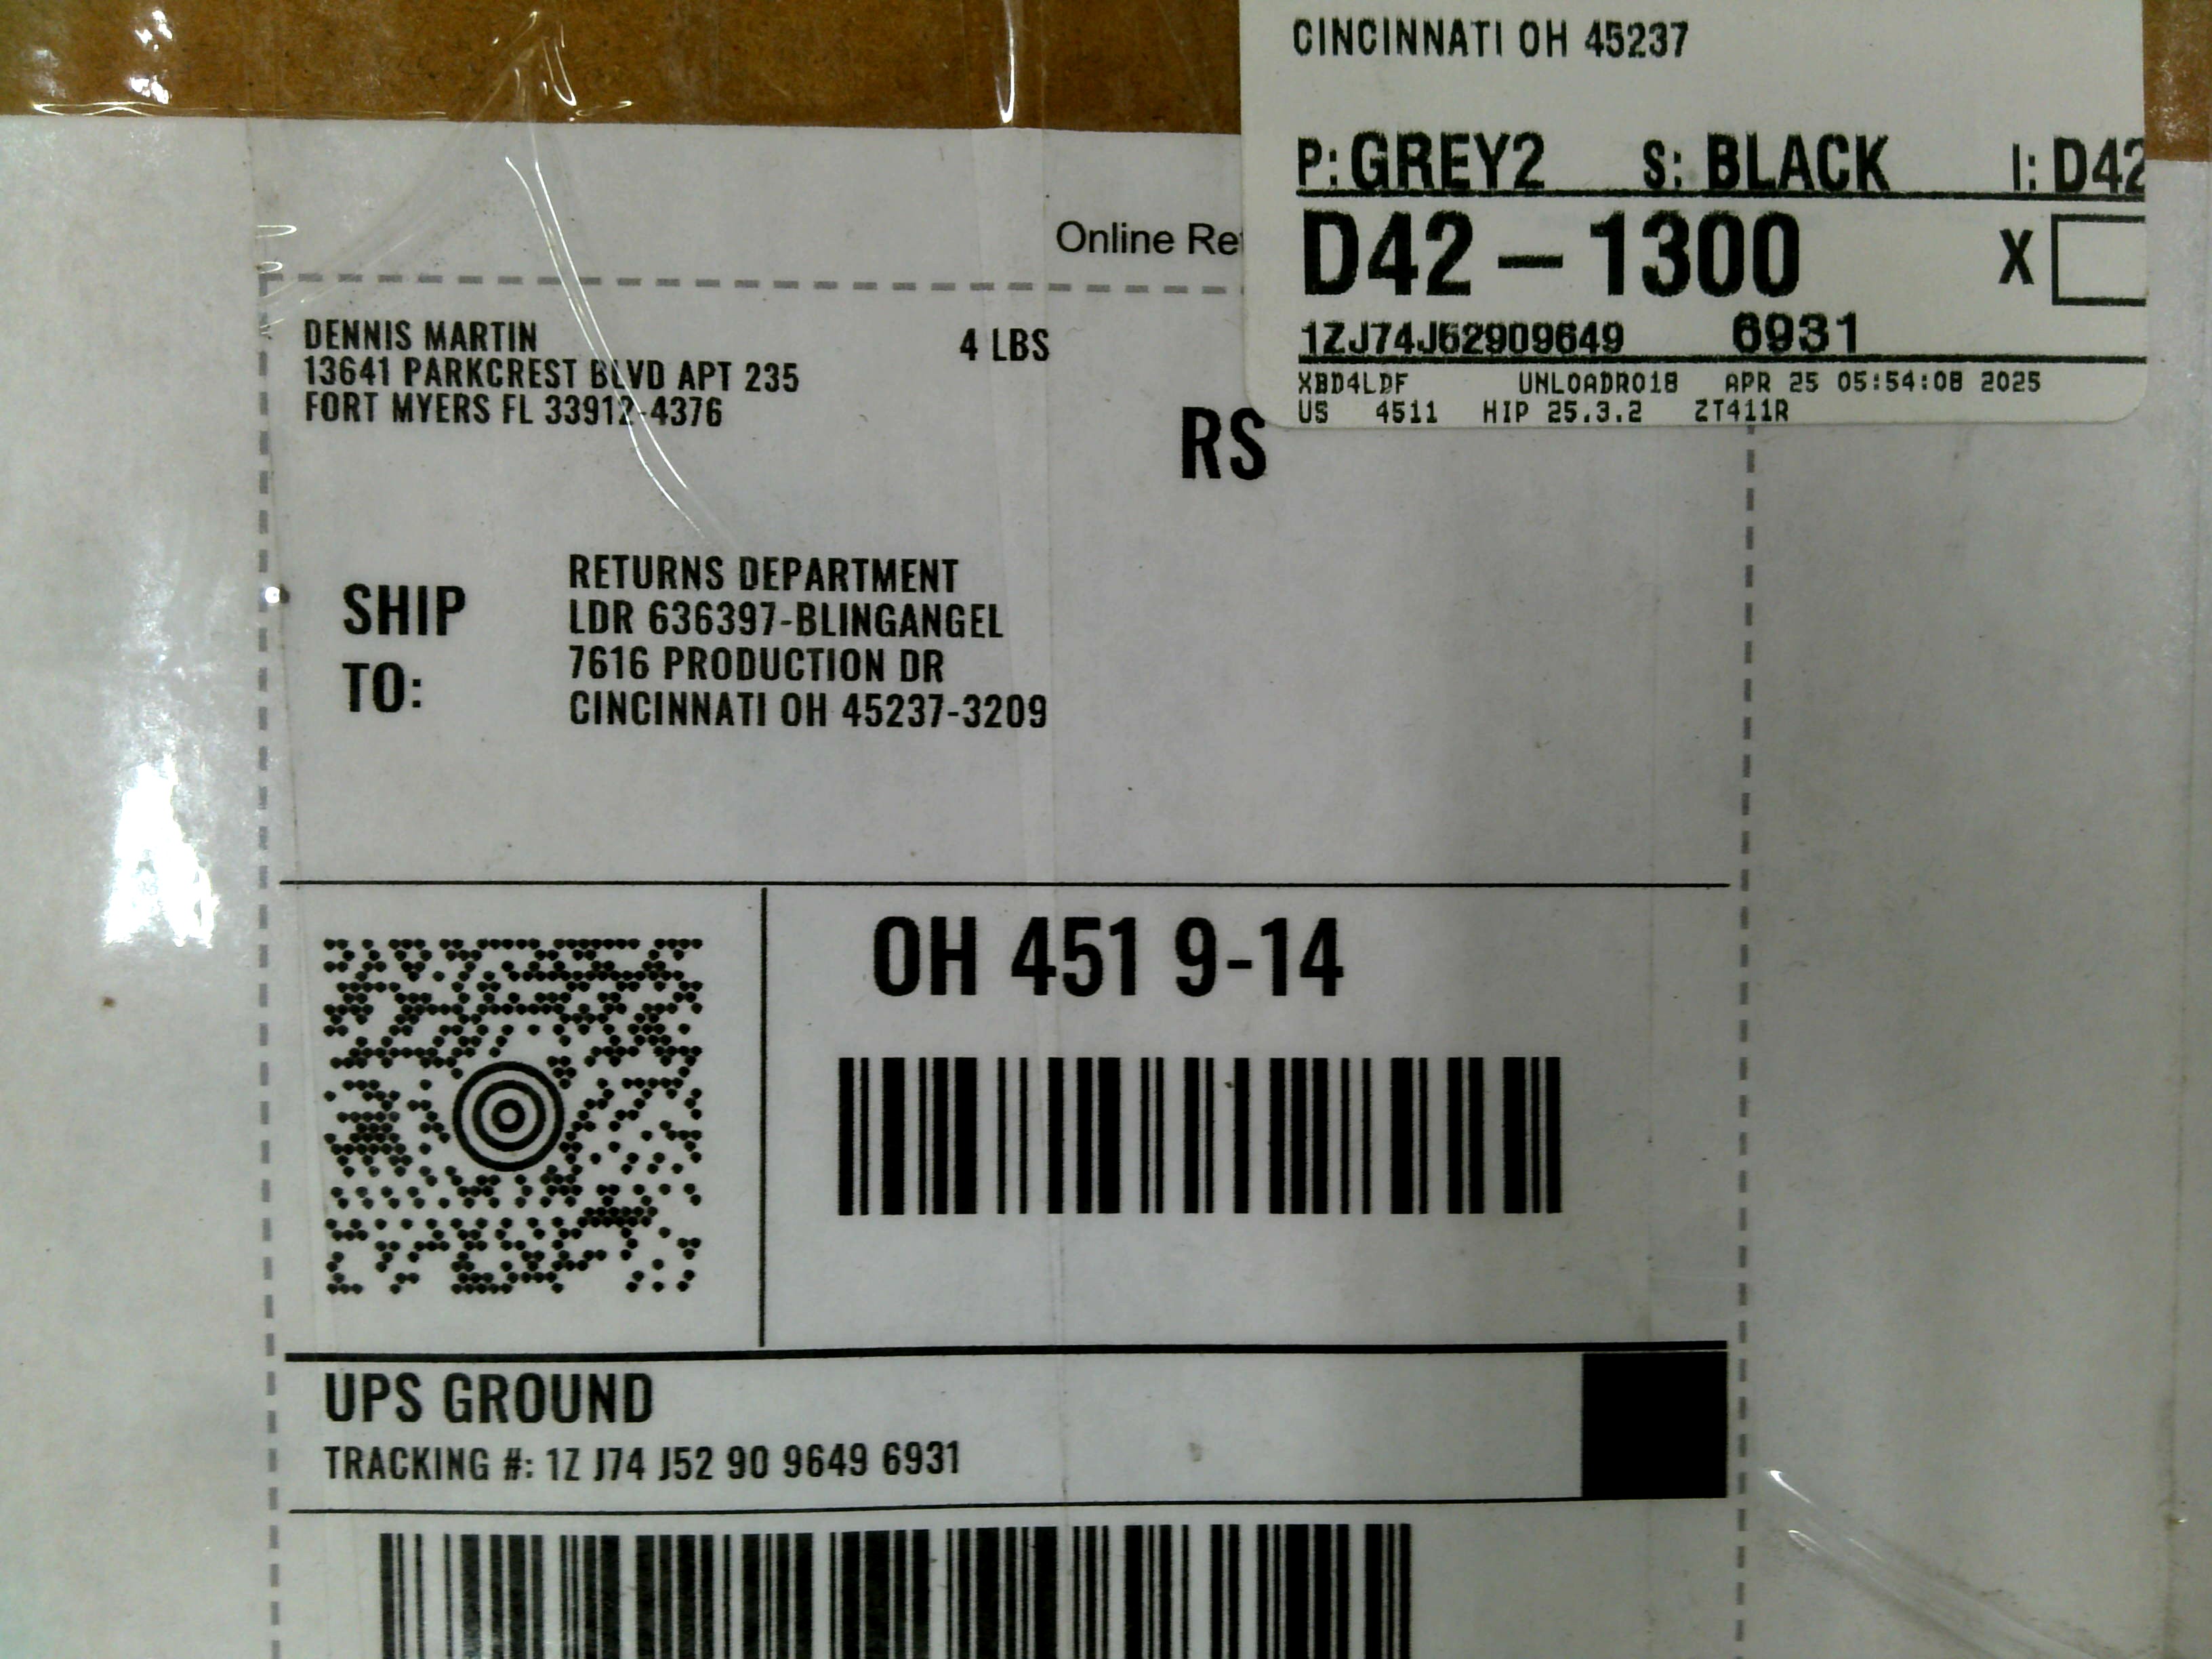 CINCINNATI OH 45237
P: GREY2 S: BLACK I: D42
D42-1300 X
1ZJ74J52909649 6931
XBD4LDF UNLOADR018 APR 25 05:54:08 2025
US 4511 HIP 25.3.2 ZT411R
Online Re
DENNIS MARTIN 4 LBS
13641 PARKCREST BLVD APT 235
FORT MYERS FL 33912-4376
RS
SHIP TO:
RETURNS DEPARTMENT
LDR 636397-BLINGANGEL
7616 PRODUCTION DR
CINCINNATI OH 45237-3209
OH 451 9-14
UPS GROUND
TRACKING #: 1Z J74 J52 90 9649 6931